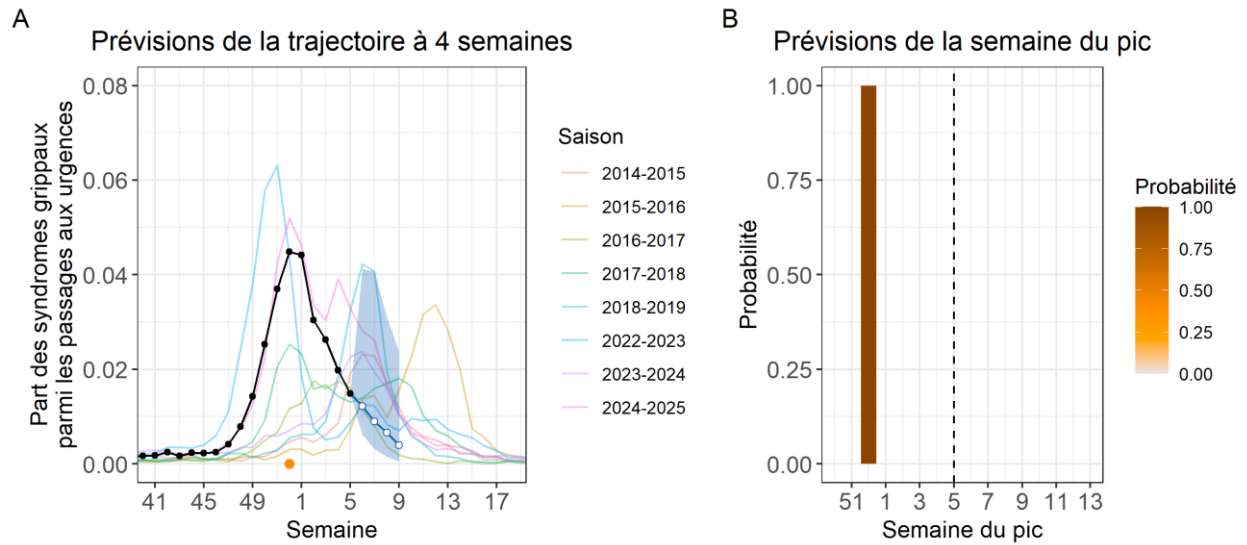 A
Prévisions de la trajectoire à 4 semaines
Part des syndromes grippaux
parmi les passages aux urgences
0.08
0.06
0.04
0.02
0.00
41 45 49 1 5 9 13 17
Semaine
Saison
2014-2015
2015-2016
2016-2017
2017-2018
2018-2019
2022-2023
2023-2024
2024-2025
B
Prévisions de la semaine du pic
Probabilité
1.00
0.75
0.50
0.25
0.00
51 1 3 5 7 9 11 13
Semaine du pic
Probabilité
1.00
0.75
0.50
0.25
0.00